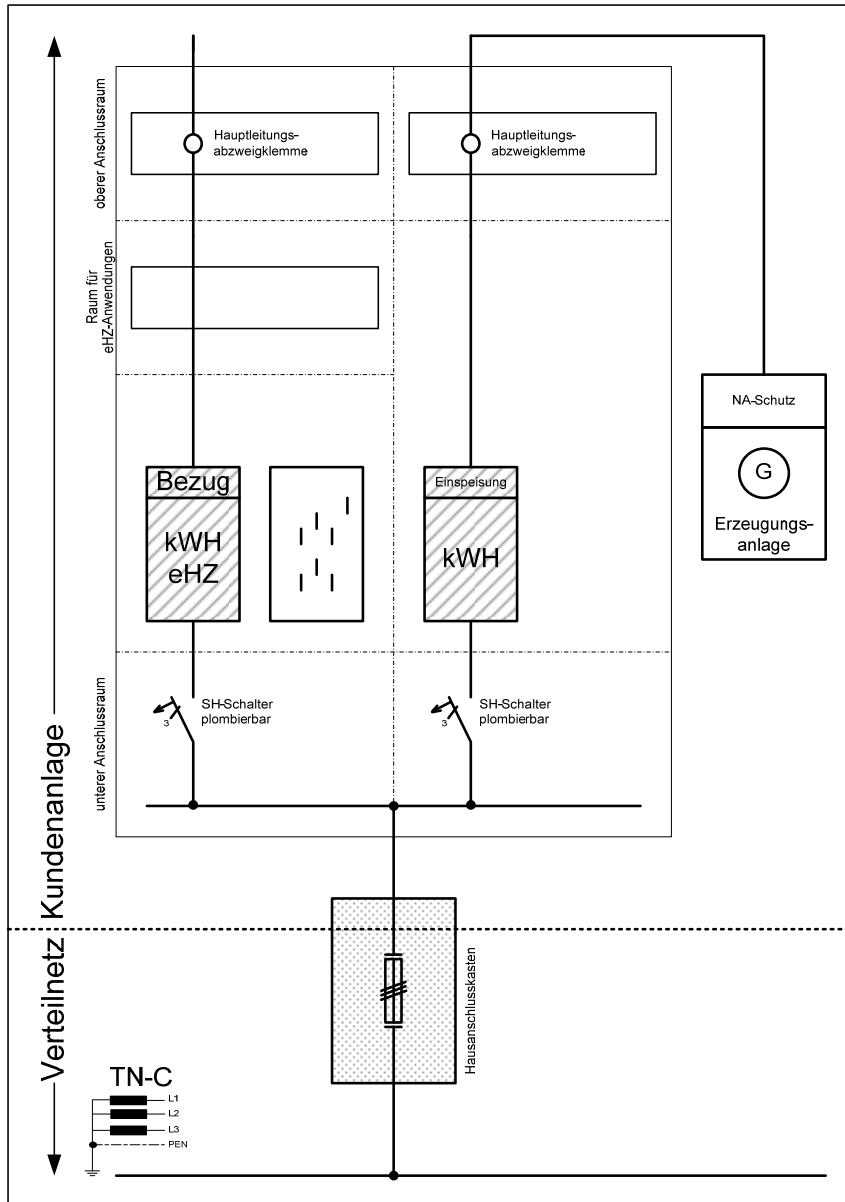 oberer Anschlussraum
Hauptleitungs-
abzweigklemme
Hauptleitungs-
abzweigklemme
Raum für
eHZ-Anwendungen
NA-Schutz
G
Erzeugungs-
anlage
Bezug
kWH
eHZ
Einspeisung
kWH
unterer Anschlussraum
SH-Schalter
plombierbar
3
SH-Schalter
plombierbar
3
Kundenanlage
Verteilnetz
Hausanschlusskasten
TN-C
L1
L2
L3
PEN